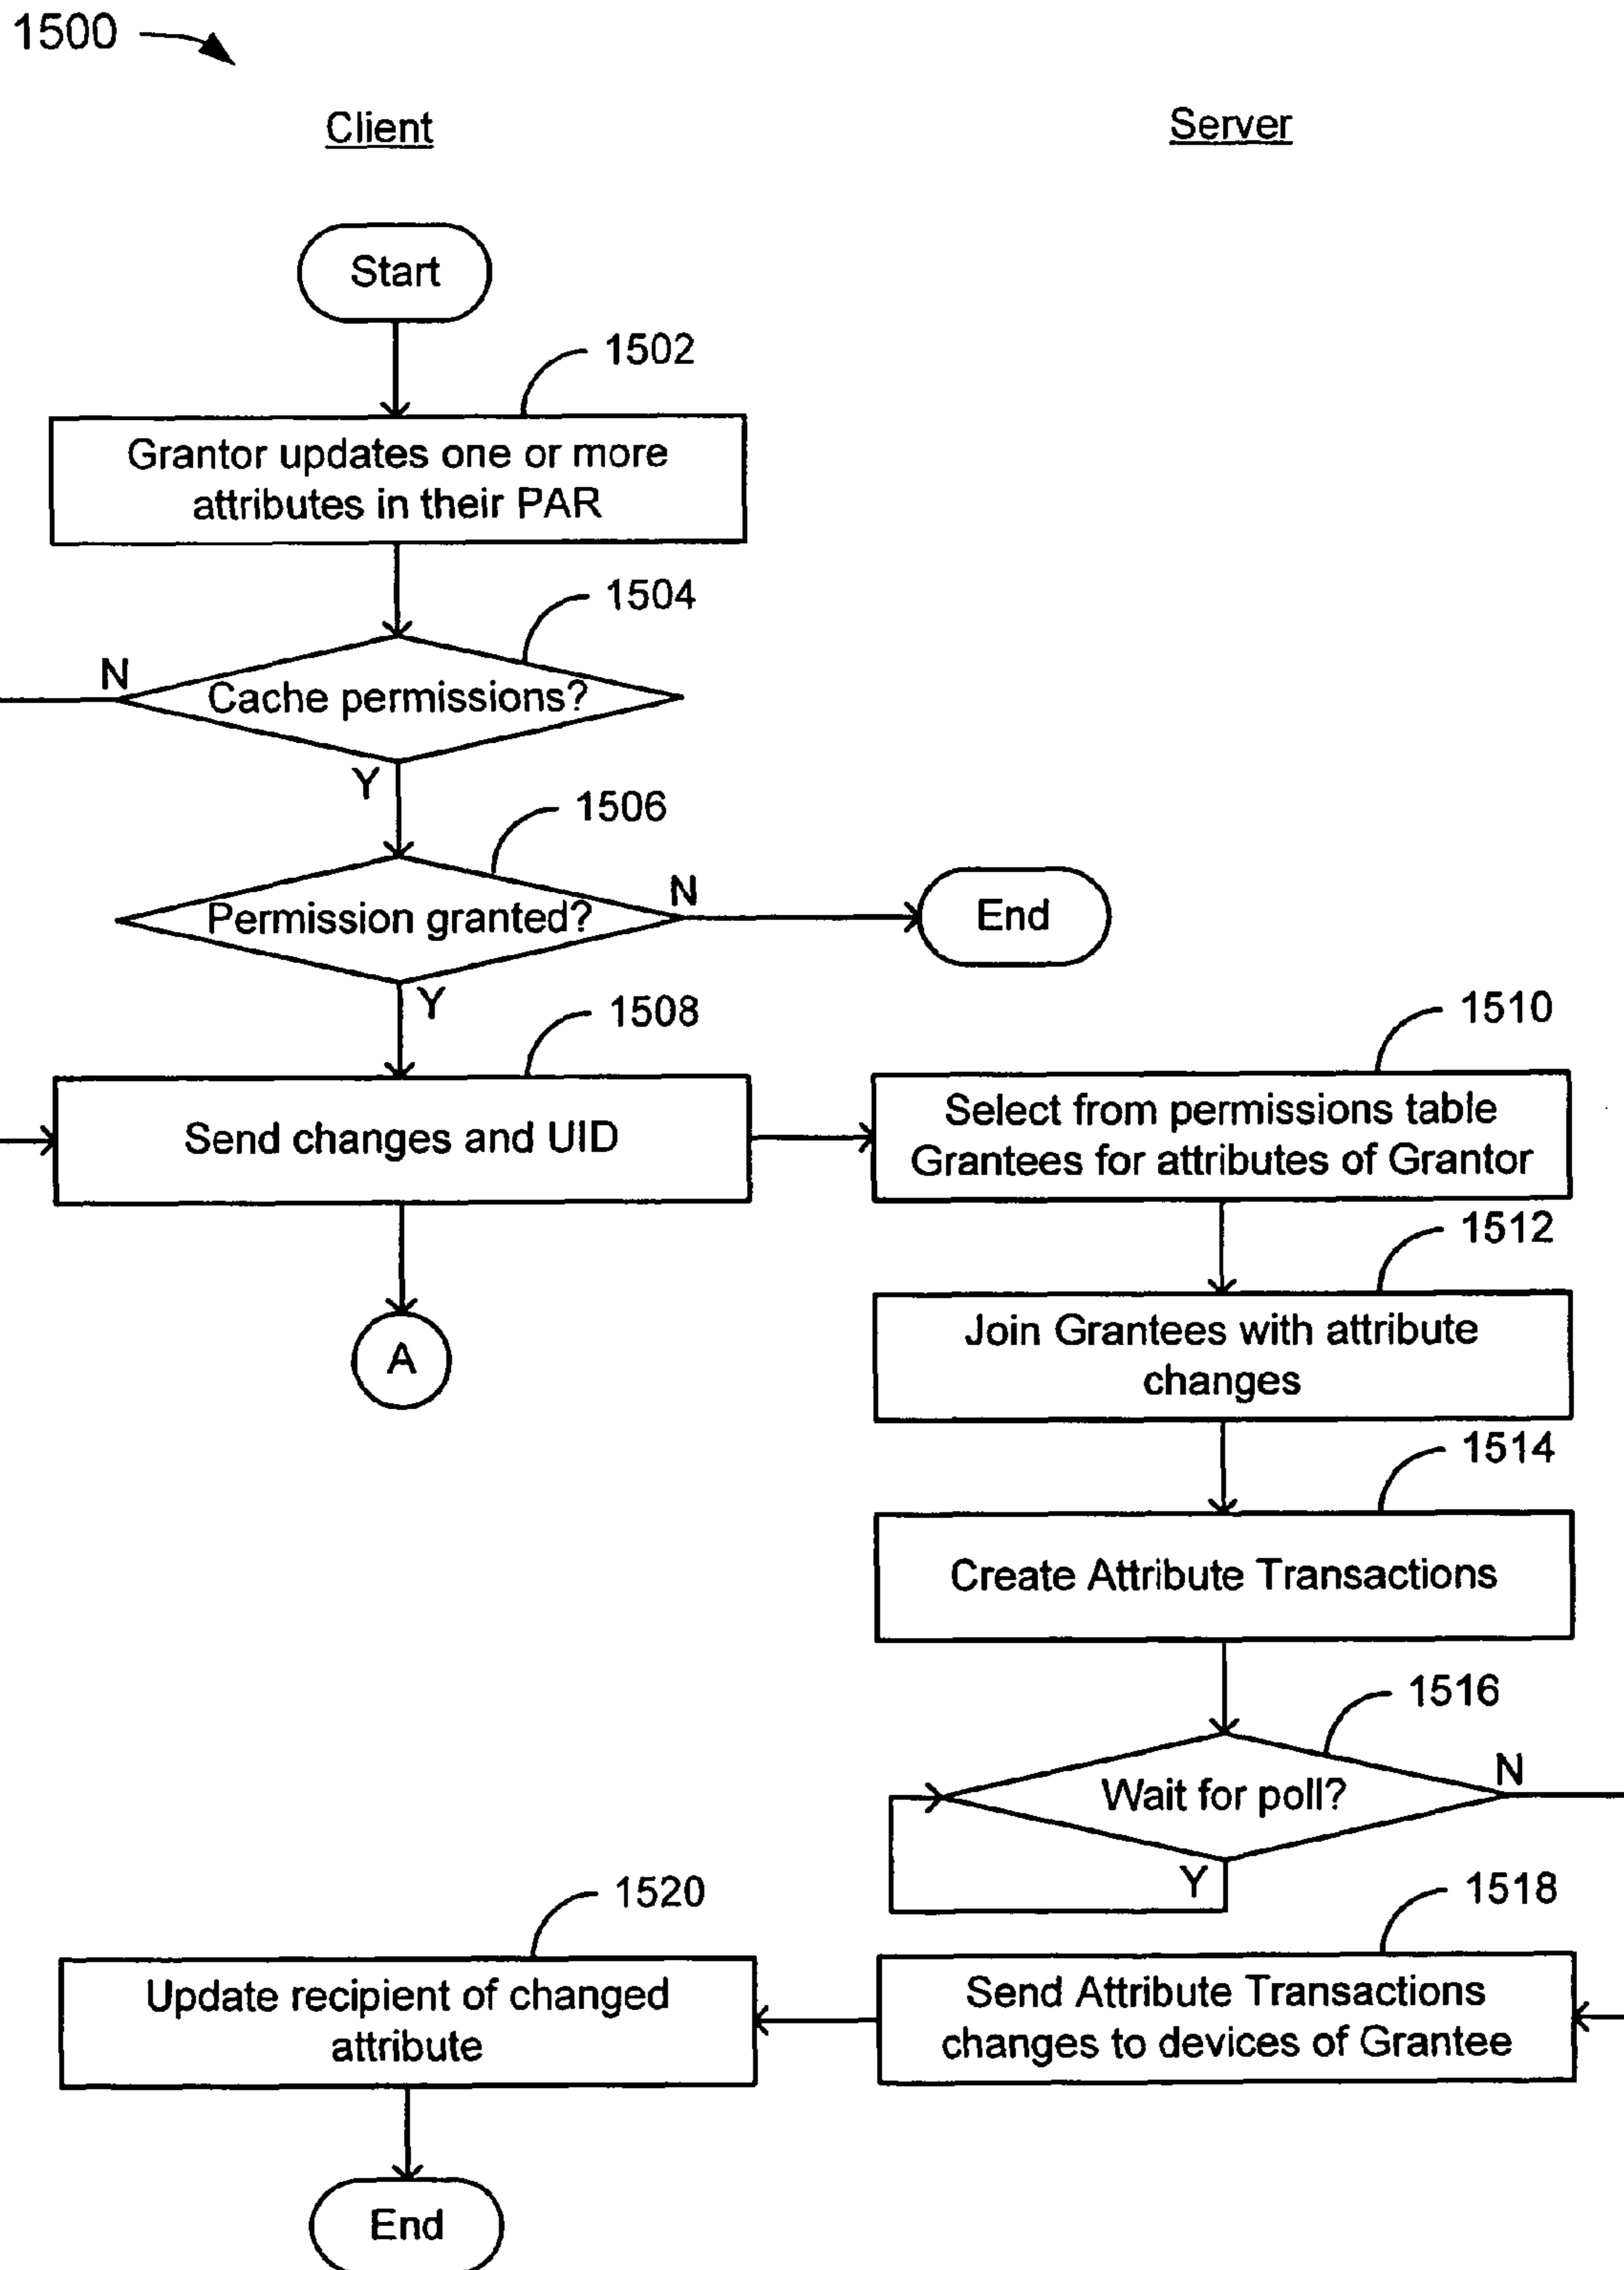 1500
Client
Server
Start
1502
Grantor updates one or more
attributes in their PAR
1504
N
Cache permissions?
Y
1506
Permission granted?
N
End
Y
1508
Send changes and UID
1510
Select from permissions table
Grantees for attributes of Grantor
1512
Join Grantees with attribute
changes
A
1514
Create Attribute Transactions
1516
Wait for poll?
N
Y
1518
Send Attribute Transactions
changes to devices of Grantee
1520
Update recipient of changed
attribute
End